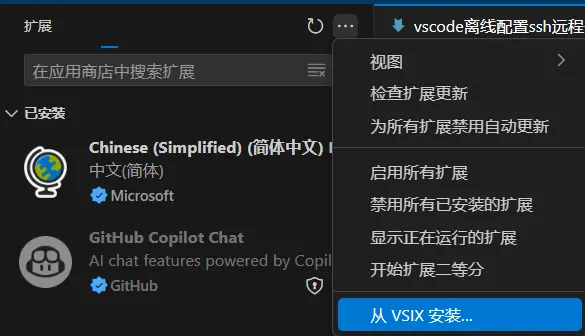 扩展
vscode离线配置ssh远程
在应用商店中搜索扩展
已安装
Chinese (Simplified) (简体中文)
中文(简体)
Microsoft
GitHub Copilot Chat
AI chat features powered by Copil
GitHub
视图
检查扩展更新
为所有扩展禁用自动更新
启用所有扩展
禁用所有已安装的扩展
显示正在运行的扩展
开始扩展二等分
从 VSIX 安装...